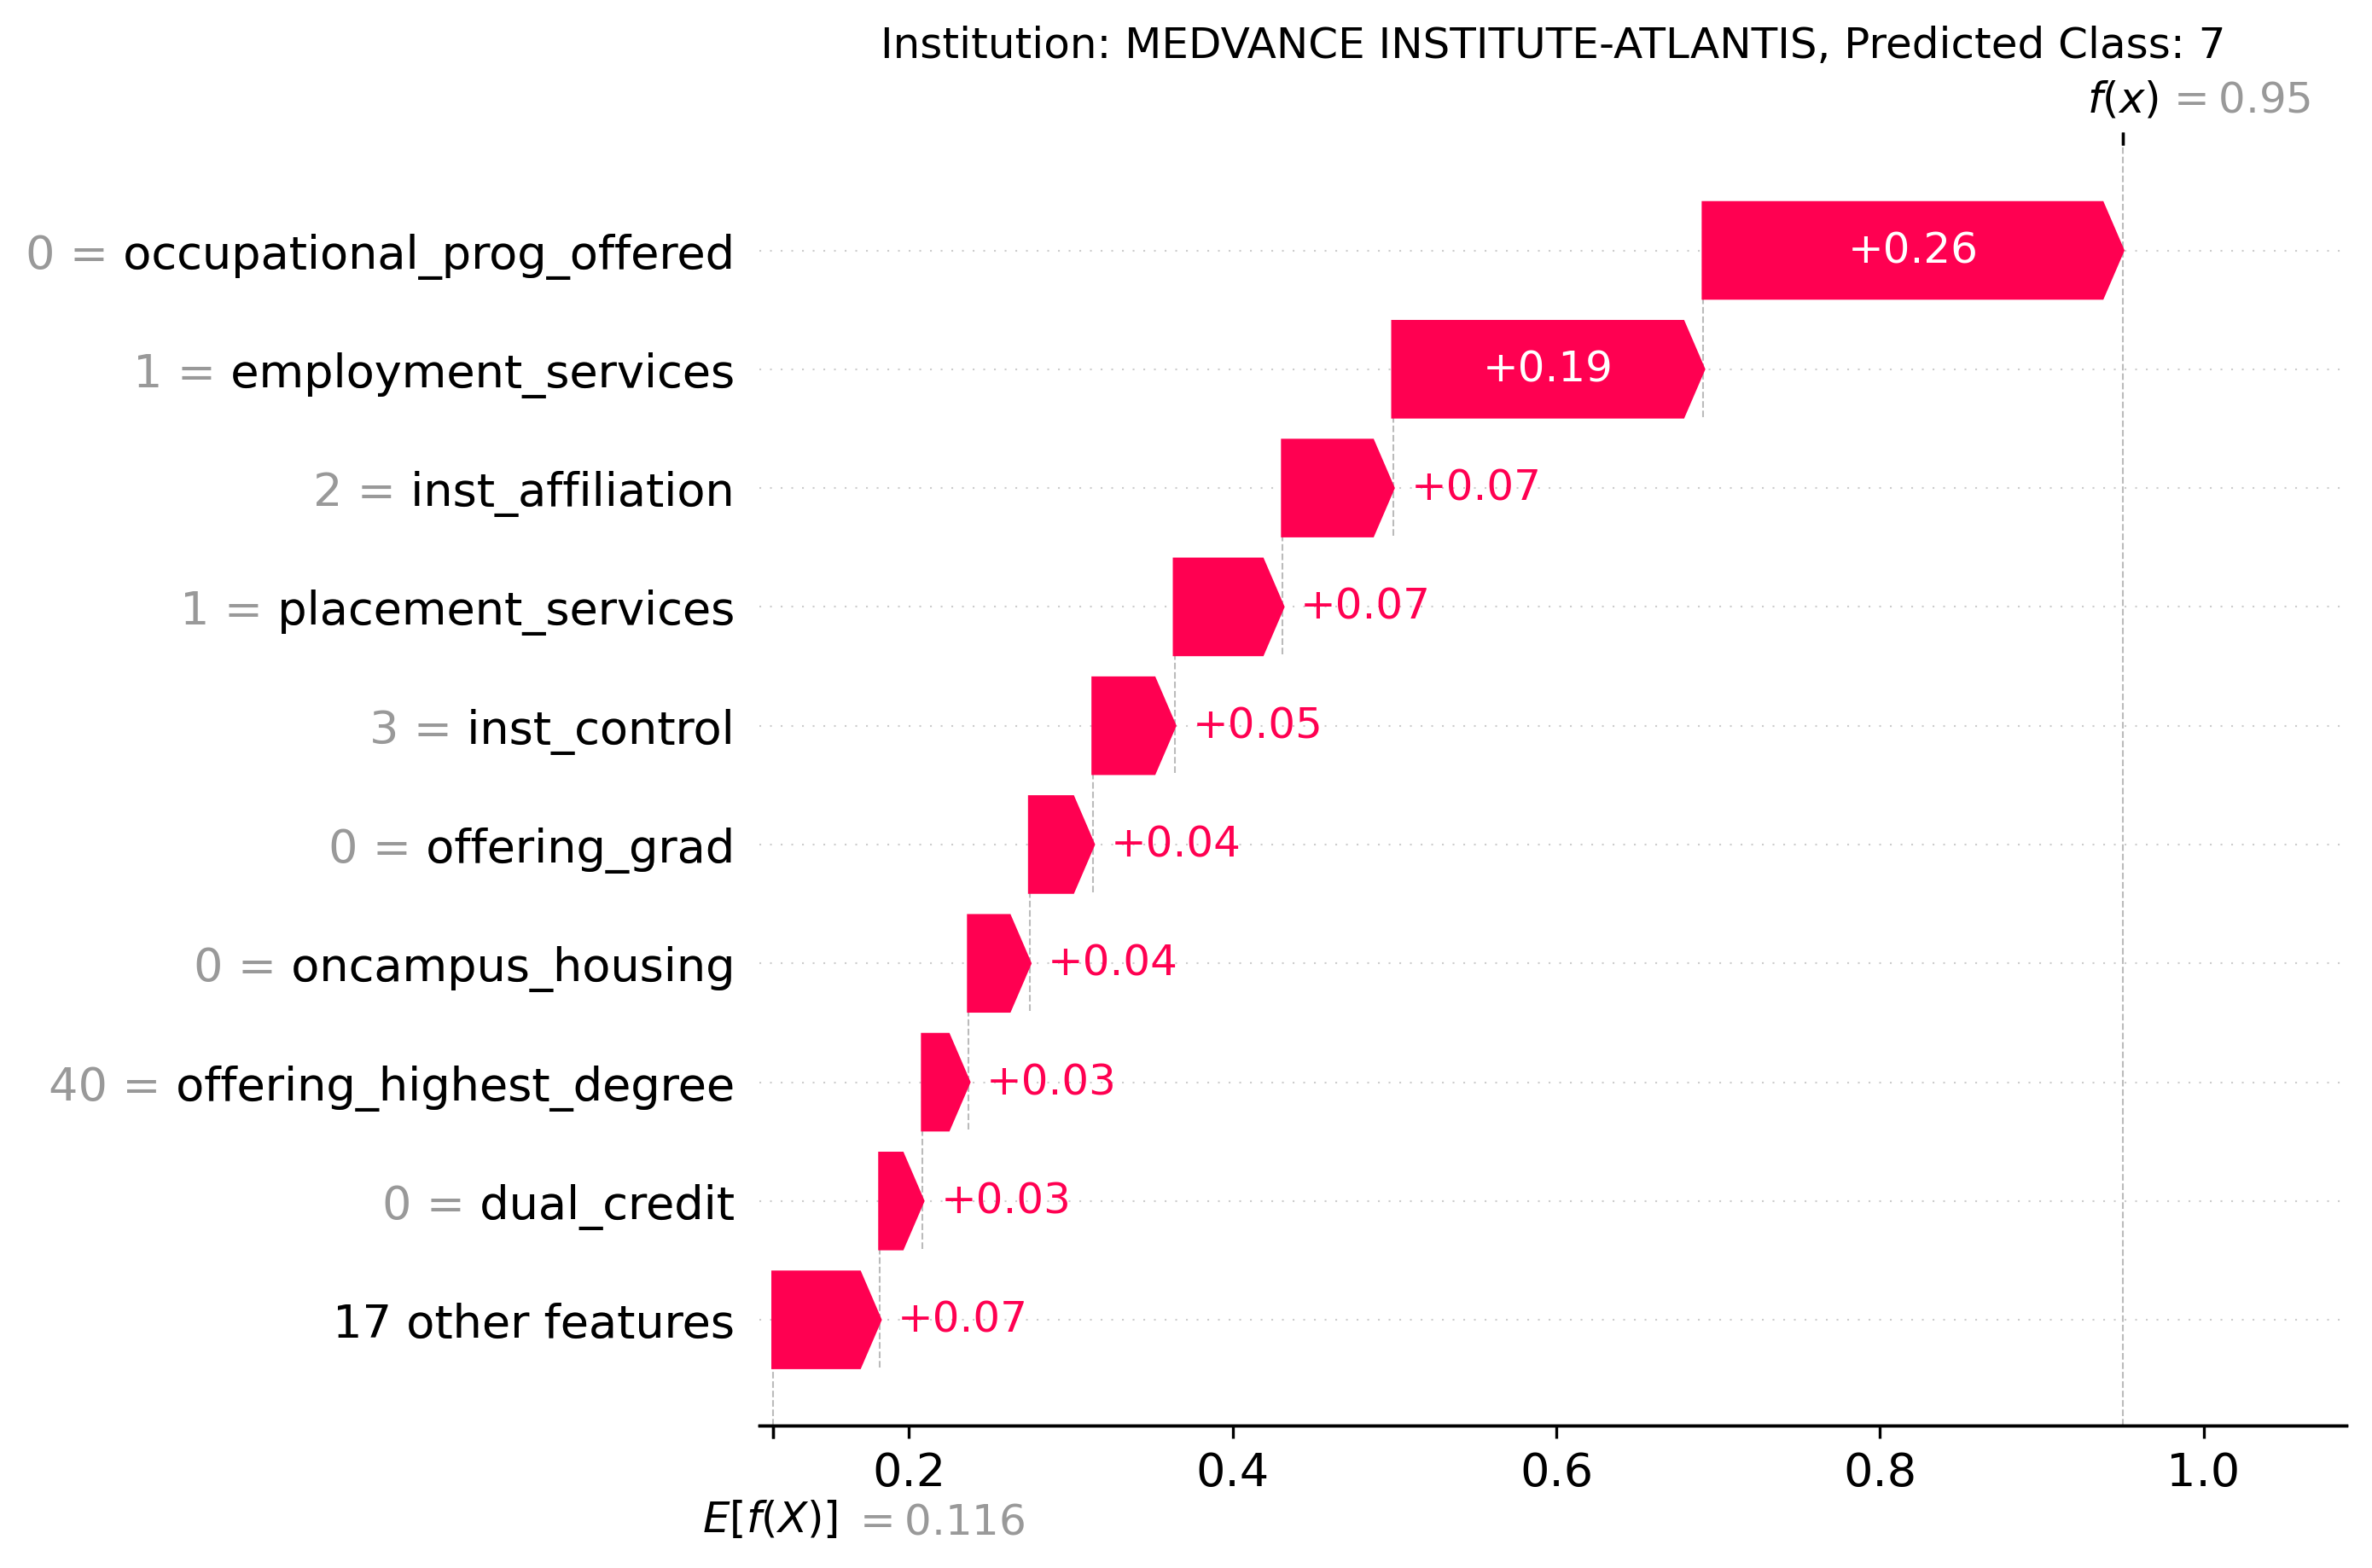 Institution: MEDVANCE INSTITUTE-ATLANTIS, Predicted Class: 7
f(x) = 0.95
0 = occupational_prog_offered +0.26
1 = employment_services +0.19
2 = inst_affiliation +0.07
1 = placement_services +0.07
3 = inst_control +0.05
0 = offering_grad +0.04
0 = oncampus_housing +0.04
40 = offering_highest_degree +0.03
0 = dual_credit +0.03
17 other features +0.07
0.2 0.4 0.6 0.8 1.0
E[f(X)] = 0.116